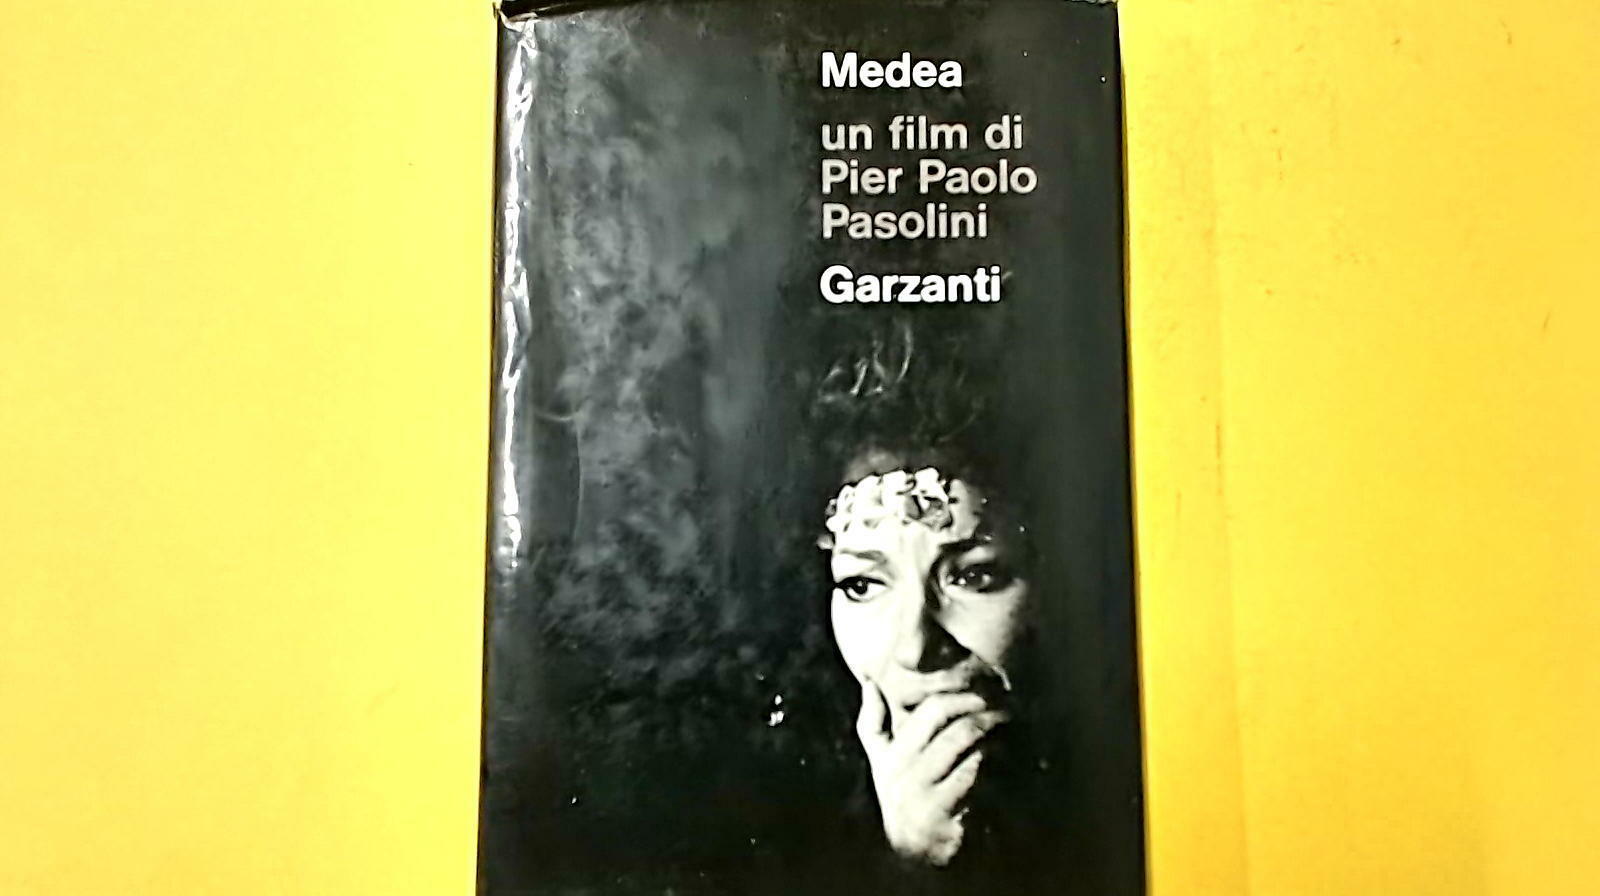 Medea
un film di
Pier Paolo
Pasolini
Garzanti